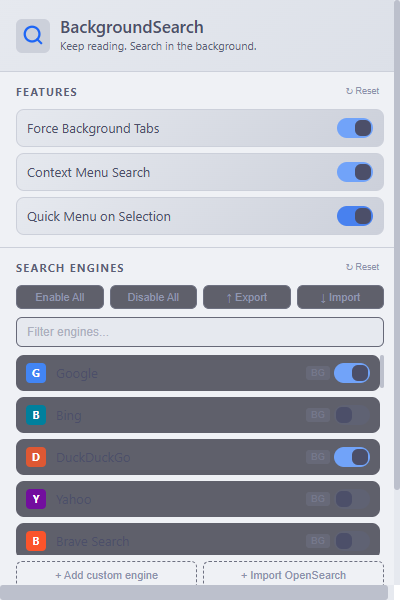 BackgroundSearch
Keep reading. Search in the background.
FEATURES
↻ Reset
Force Background Tabs
Context Menu Search
Quick Menu on Selection
SEARCH ENGINES
↻ Reset
Enable All
Disable All
↑ Export
↓ Import
Filter engines...
G Google BG
B Bing BG
D DuckDuckGo BG
Y Yahoo BG
B Brave Search BG
+ Add custom engine
+ Import OpenSearch